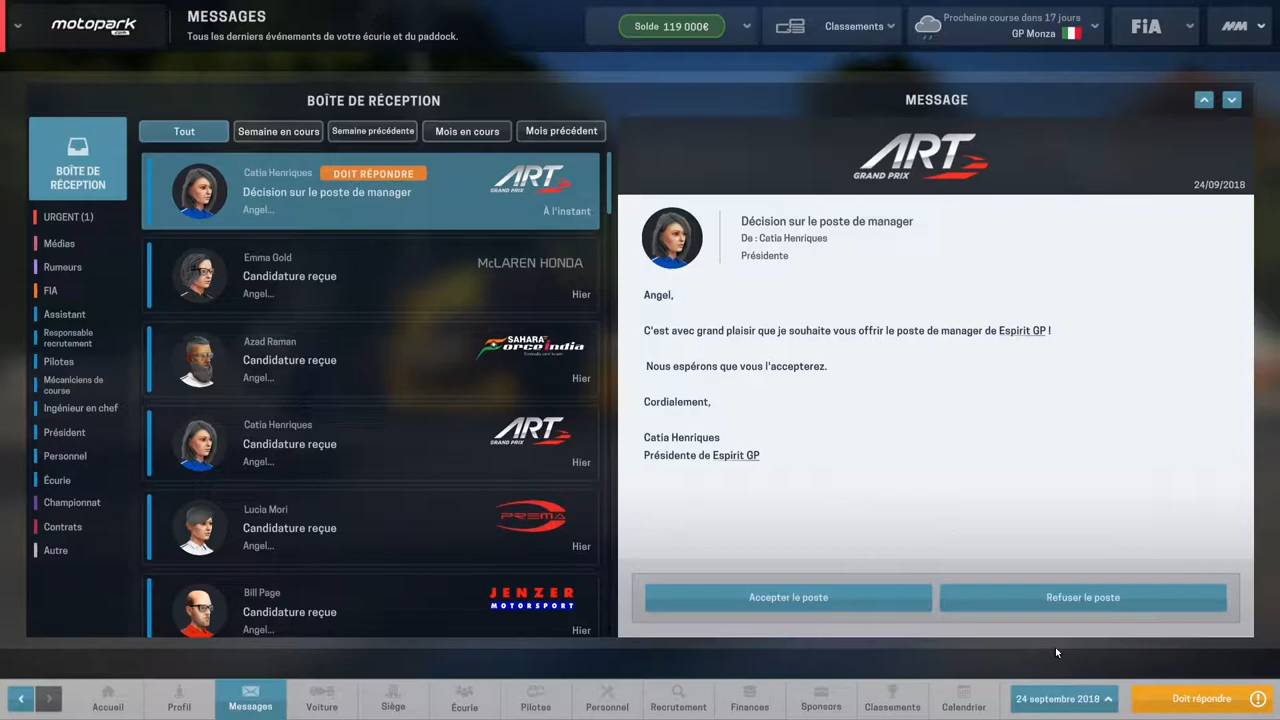 motopark
.com
MESSAGES
Tous les derniers événements de votre écurie et du paddock.
Solde 119 000€
Classements
Prochaine course dans 17 jours
GP Monza
FiA
MM
BOÎTE DE RÉCEPTION
BOÎTE DE
RÉCEPTION
URGENT (1)
Médias
Rumeurs
FIA
Assistant
Responsable
recrutement
Pilotes
Mécaniciens de
course
Ingénieur en chef
Président
Personnel
Écurie
Championnat
Contrats
Autre
Tout
Semaine en cours
Semaine précédente
Mois en cours
Mois précédent
Catia Henriques
DOIT RÉPONDRE
Décision sur le poste de manager
Angel...
ART
GRAND PRIX
À l'instant
Emma Gold
Candidature reçue
Angel...
McLAREN HONDA
Hier
Azad Raman
Candidature reçue
Angel...
SAHARA
Force India
formula one team
Hier
Catia Henriques
Candidature reçue
Angel...
ART
GRAND PRIX
Hier
Lucia Mori
Candidature reçue
Angel...
PREMA
Hier
Bill Page
Candidature reçue
Angel...
JENZER
MOTORSPORT
Hier
MESSAGE
ART
GRAND PRIX
24/09/2018
Décision sur le poste de manager
De : Catia Henriques
Présidente
Angel,
C'est avec grand plaisir que je souhaite vous offrir le poste de manager de Espirit GP !
Nous espérons que vous l'accepterez.
Cordialement,
Catia Henriques
Présidente de Espirit GP
Accepter le poste
Refuser le poste
Accueil
Profil
Messages
Voiture
Siège
Écurie
Pilotes
Personnel
Recrutement
Finances
Sponsors
Classements
Calendrier
24 septembre 2018
Doit répondre